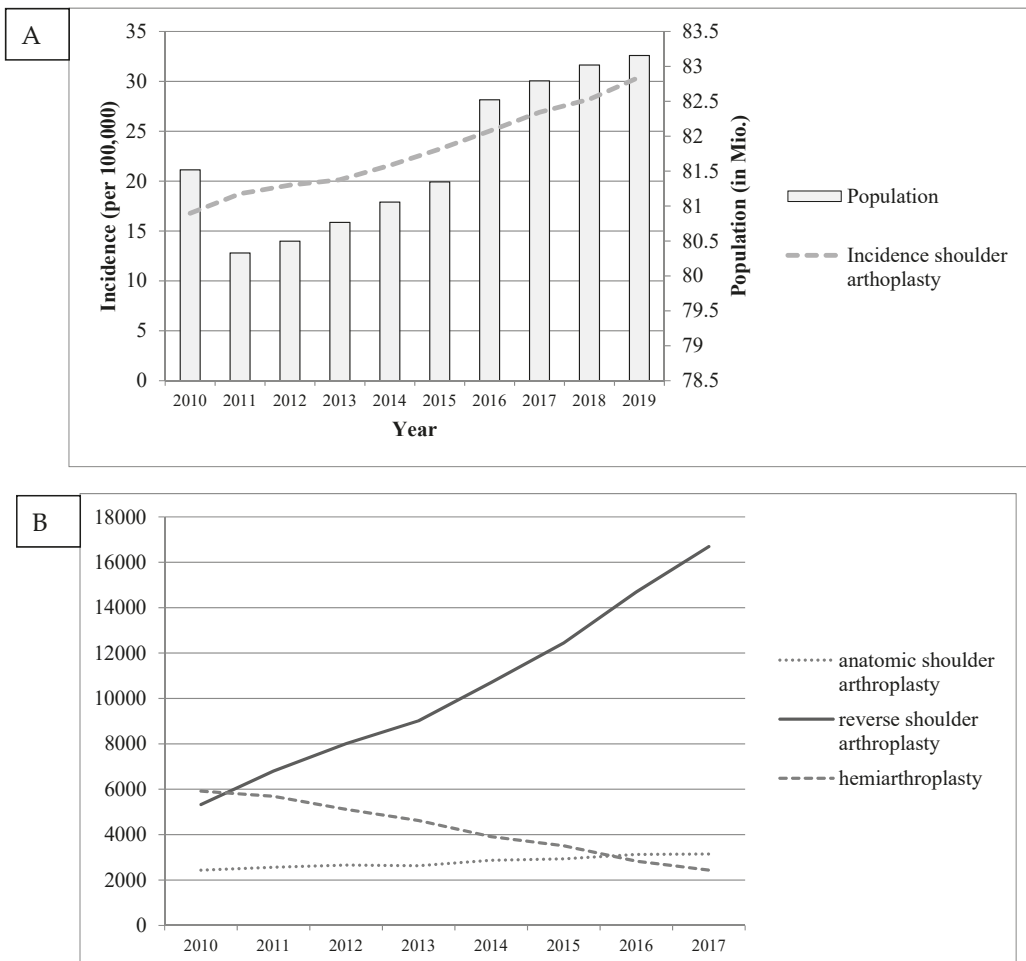 A
35
30
25
20
15
10
5
0
Incidence (per 100,000)
83.5
83
82.5
82
81.5
81
80.5
80
79.5
79
78.5
Population (in Mio.)
2010 2011 2012 2013 2014 2015 2016 2017 2018 2019
Year
Population
Incidence shoulder
arthoplasty
B
18000
16000
14000
12000
10000
8000
6000
4000
2000
0
2010 2011 2012 2013 2014 2015 2016 2017
anatomic shoulder
arthroplasty
reverse shoulder
arthroplasty
hemiarthroplasty